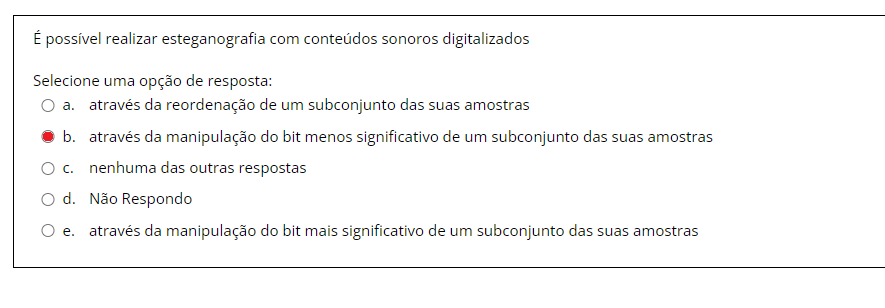 É possível realizar esteganografia com conteúdos sonoros digitalizados
Selecione uma opção de resposta:
a. através da reordenação de um subconjunto das suas amostras
b. através da manipulação do bit menos significativo de um subconjunto das suas amostras
c. nenhuma das outras respostas
d. Não Respondo
e. através da manipulação do bit mais significativo de um subconjunto das suas amostras